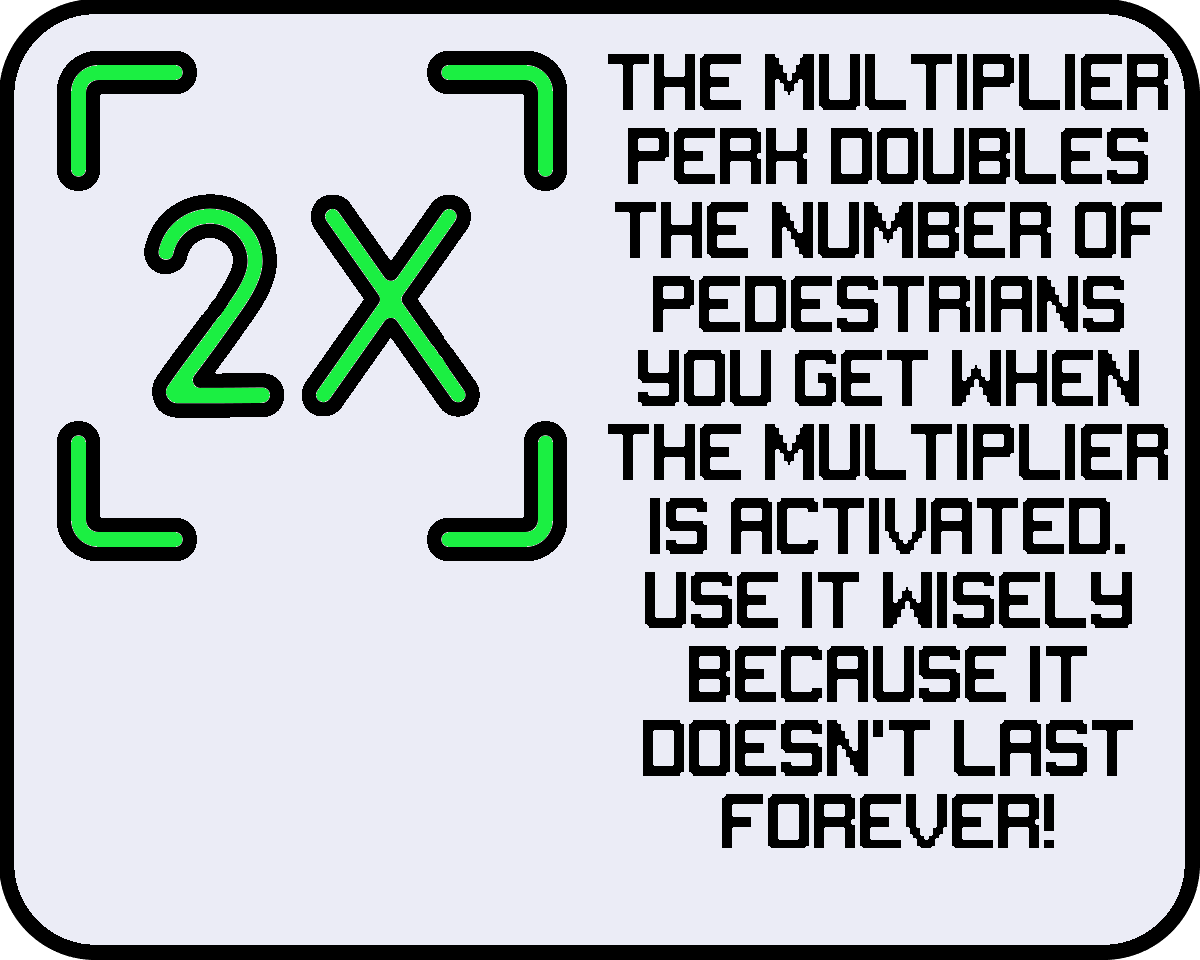 2X
THE MULTIPLIER
PERK DOUBLES
THE NUMBER OF
PEDESTRIANS
YOU GET WHEN
THE MULTIPLIER
IS ACTIVATED.
USE IT WISELY
BECAUSE IT
DOESN'T LAST
FOREVER!